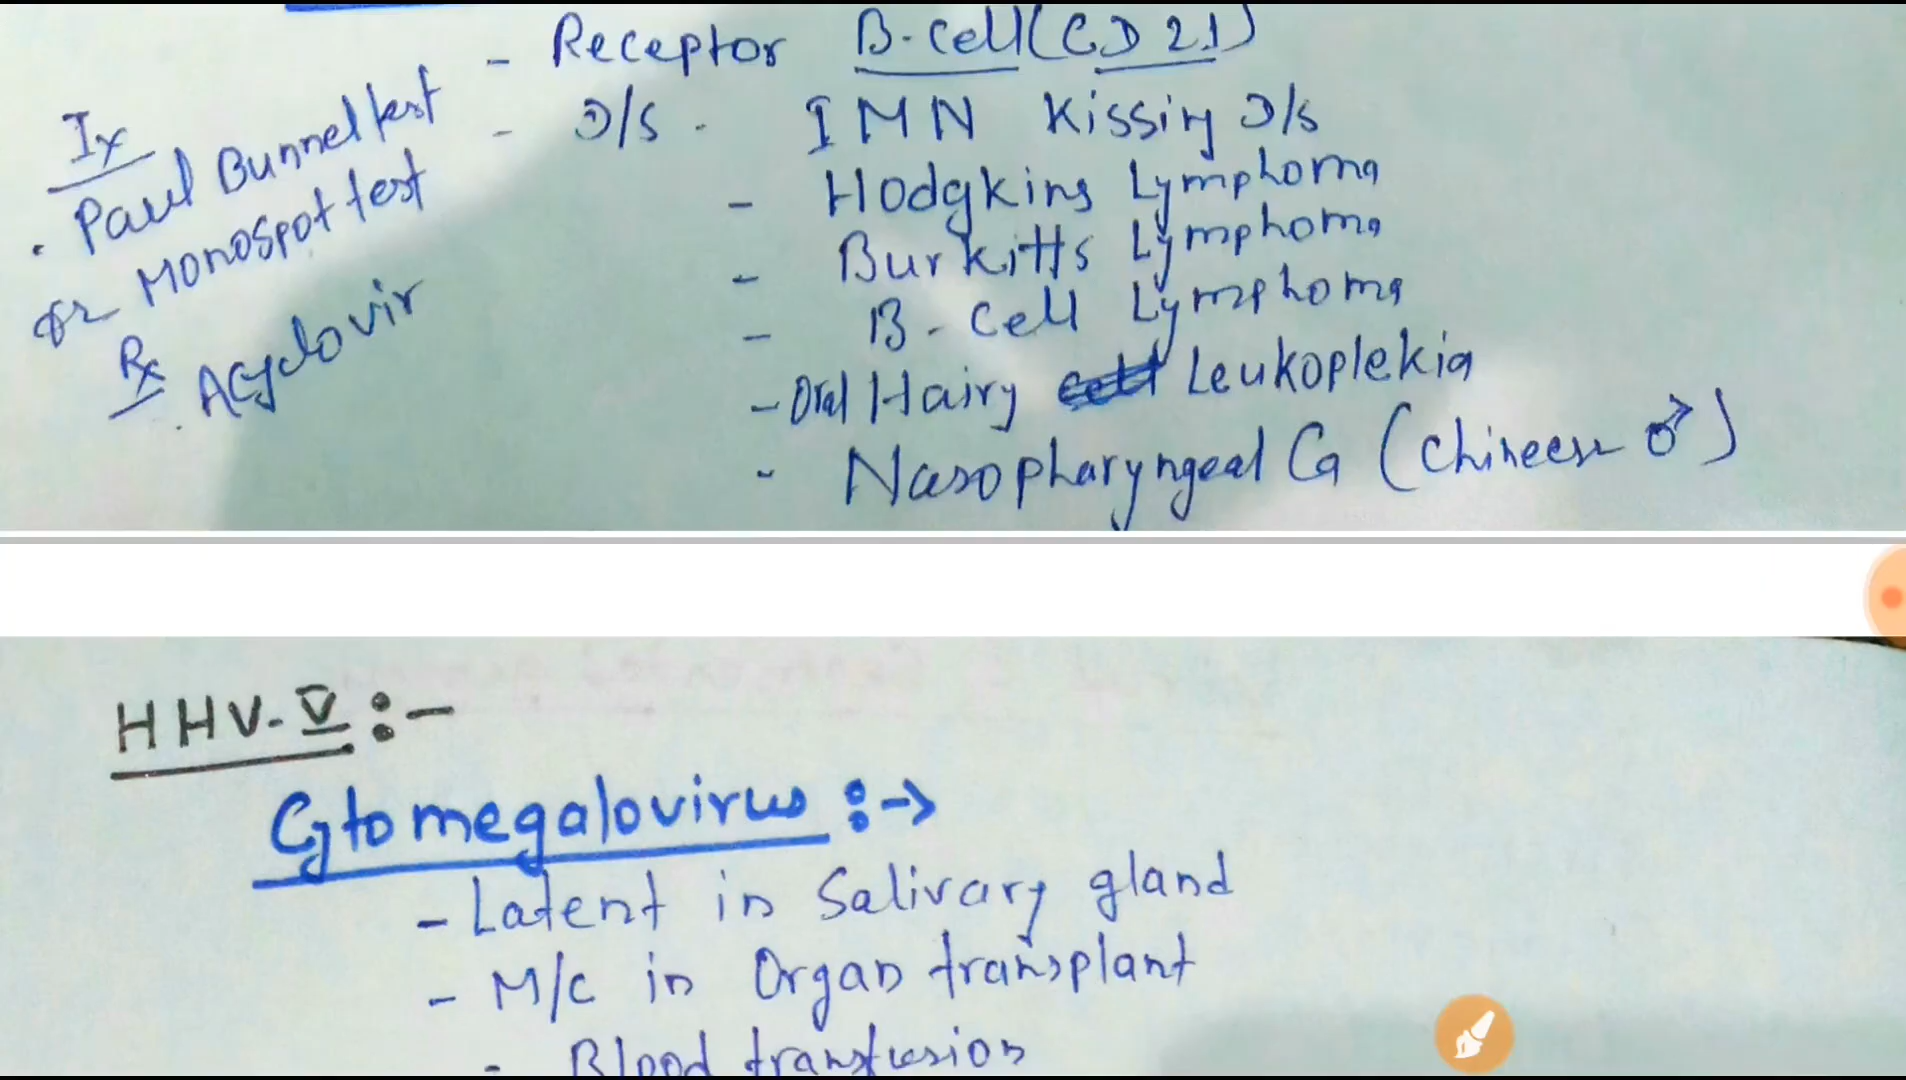 - Receptor B-cell (CD 21)
- D/s - IMN Kissing D/s
- Hodgkins Lymphoma
- Burkitts Lymphoma
- B-cell Lymphoma
- Oral Hairy Leukoplekia
- Nasopharyngeal Ca (Chineese ♂)
Ix
. Paul Bunnel test
or Monospot test
Rx
. Acyclovir
HHV-V :-
Cytomegalovirus :->
- Latent in Salivary gland
- M/C in Organ transplant
- Blood transfusion